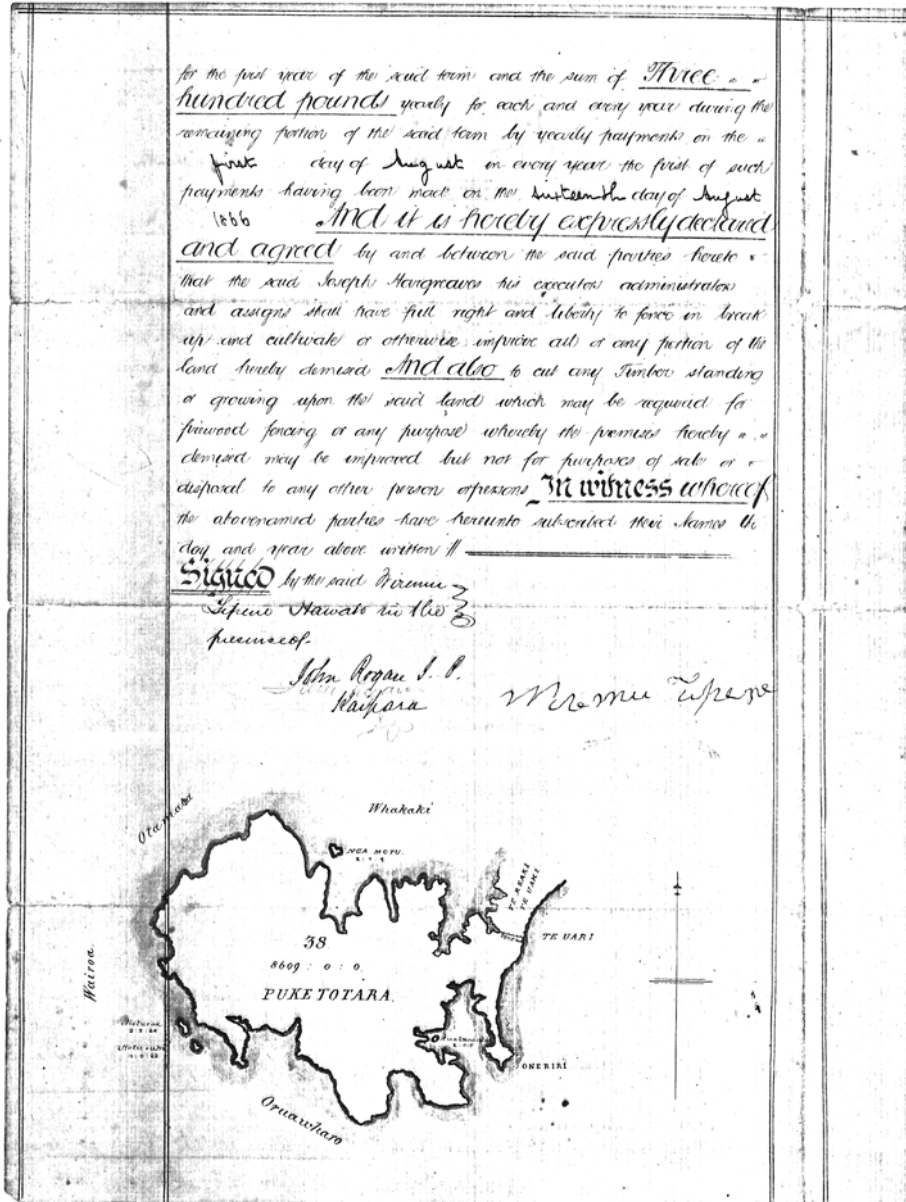 for the first year of the said term and the sum of Three " "
hundred pounds yearly for each and every year during the
remaining portion of the said term by yearly payments on the "
first day of August in every year the first of such
payments having been made on the sixteenth day of August
1866 And it is hereby expressly declared
and agreed by and between the said parties hereto "
that the said Joseph Hargreaves his executors administrators
and assigns shall have full right and liberty to fence in break
up and cultivate or otherwise improve all or any portion of the
land hereby demised And also to cut any Timber standing
or growing upon the said land which may be required for
firewood fencing or any purpose whereby the premises hereby " "
demised may be improved but not for purposes of sale or "
disposal to any other person or persons In witness whereof
the abovenamed parties have hereunto subscribed their Names the
day and year above written //
Signed by the said Wiremu
Tipene Hawato in the
presence of
John Rogan J. P.
Kaipara
Wiremu Tipene
Otamatea
Whakaki
NGA MOTU
TE REAKI
TE UAKI
TE UARI
38
8609 : 0 : 0
PUKETOTARA
Wairoa
ONERIRI
Oruawharo